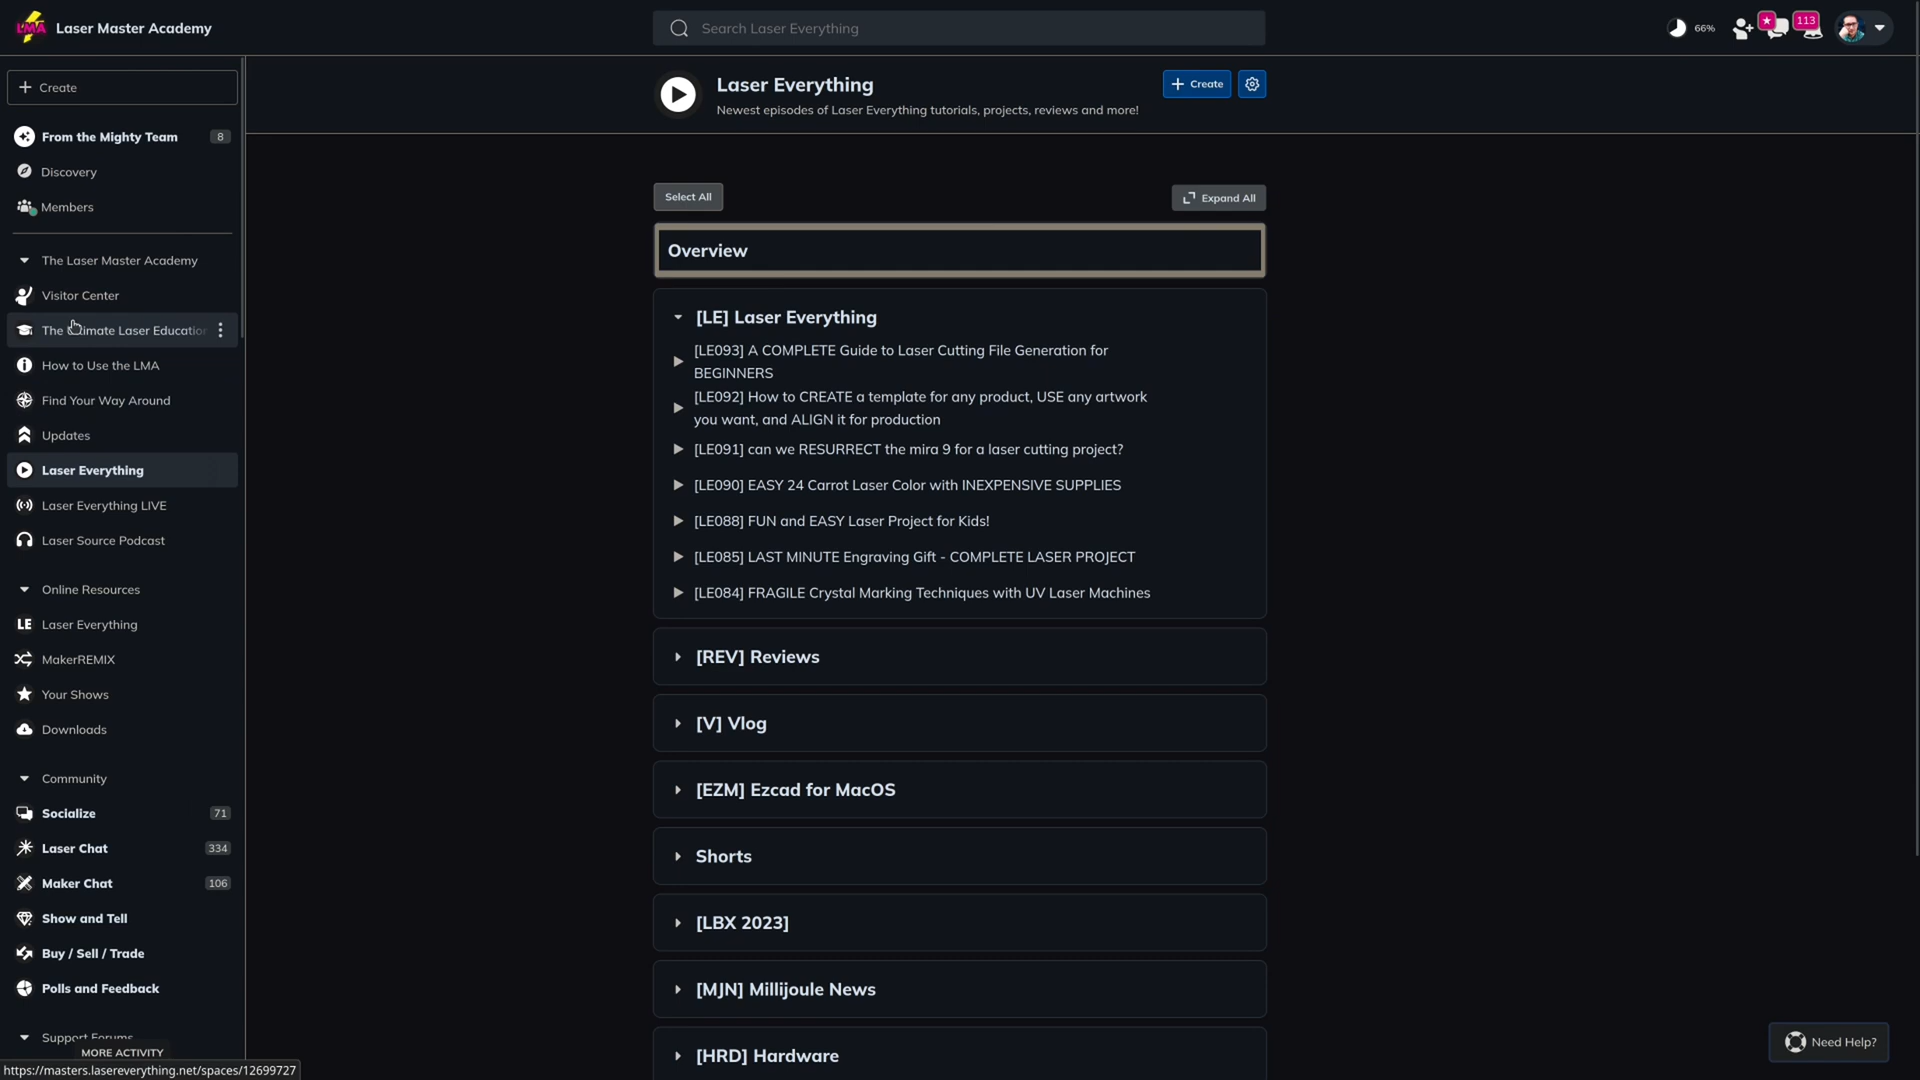 LMA
Laser Master Academy
Search Laser Everything
66%
113
Create
From the Mighty Team
8
Discovery
Members
The Laser Master Academy
Visitor Center
The Ultimate Laser Education
How to Use the LMA
Find Your Way Around
Updates
Laser Everything
Laser Everything LIVE
Laser Source Podcast
Online Resources
LE
Laser Everything
MakerREMIX
Your Shows
Downloads
Community
Socialize
71
Laser Chat
334
Maker Chat
106
Show and Tell
Buy / Sell / Trade
Polls and Feedback
Support Forums
MORE ACTIVITY
https://masters.lasereverything.net/spaces/12699727
Laser Everything
Newest episodes of Laser Everything tutorials, projects, reviews and more!
Create
Select All
Expand All
Overview
[LE] Laser Everything
[LE093] A COMPLETE Guide to Laser Cutting File Generation for
BEGINNERS
[LE092] How to CREATE a template for any product, USE any artwork
you want, and ALIGN it for production
[LE091] can we RESURRECT the mira 9 for a laser cutting project?
[LE090] EASY 24 Carrot Laser Color with INEXPENSIVE SUPPLIES
[LE088] FUN and EASY Laser Project for Kids!
[LE085] LAST MINUTE Engraving Gift - COMPLETE LASER PROJECT
[LE084] FRAGILE Crystal Marking Techniques with UV Laser Machines
[REV] Reviews
[V] Vlog
[EZM] Ezcad for MacOS
Shorts
[LBX 2023]
[MJN] Millijoule News
[HRD] Hardware
Need Help?